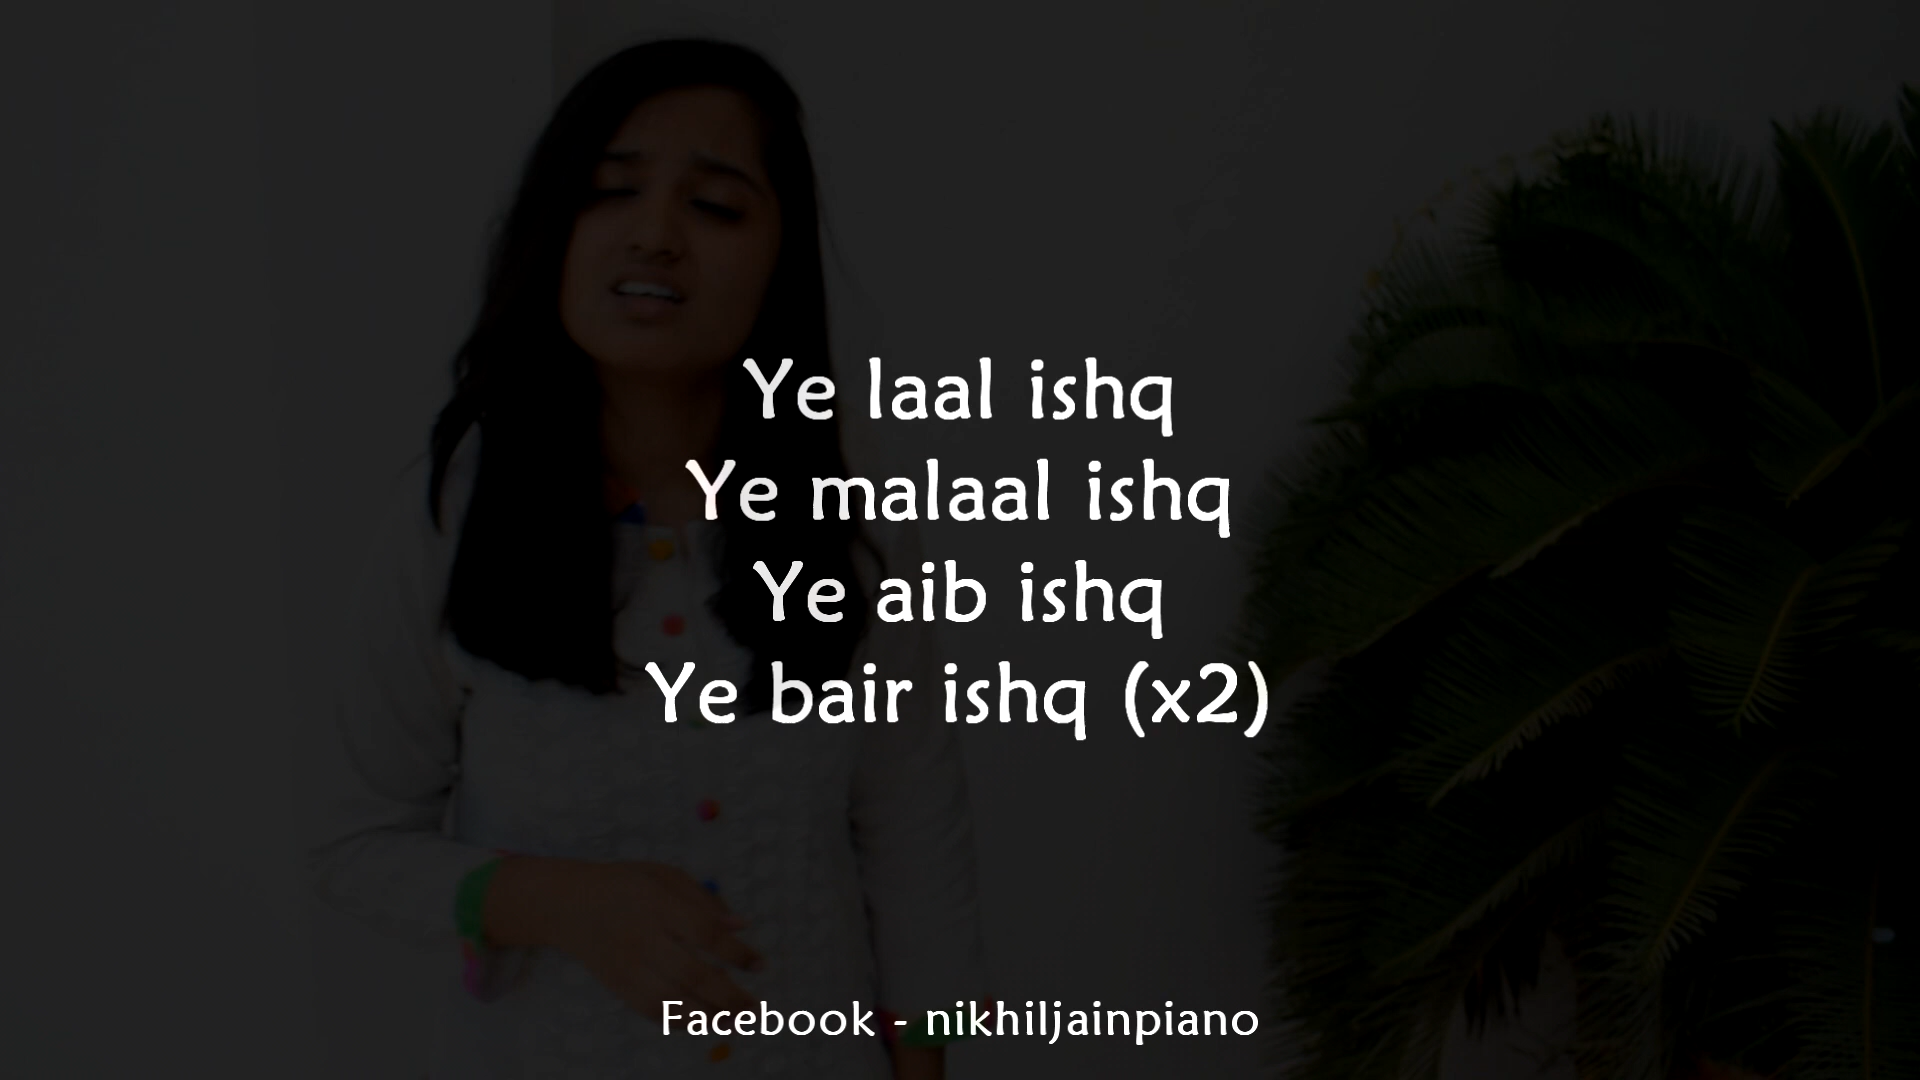 Ye laal ishq
Ye malaal ishq
Ye aib ishq
Ye bair ishq (x2)
Facebook - nikhiljainpiano